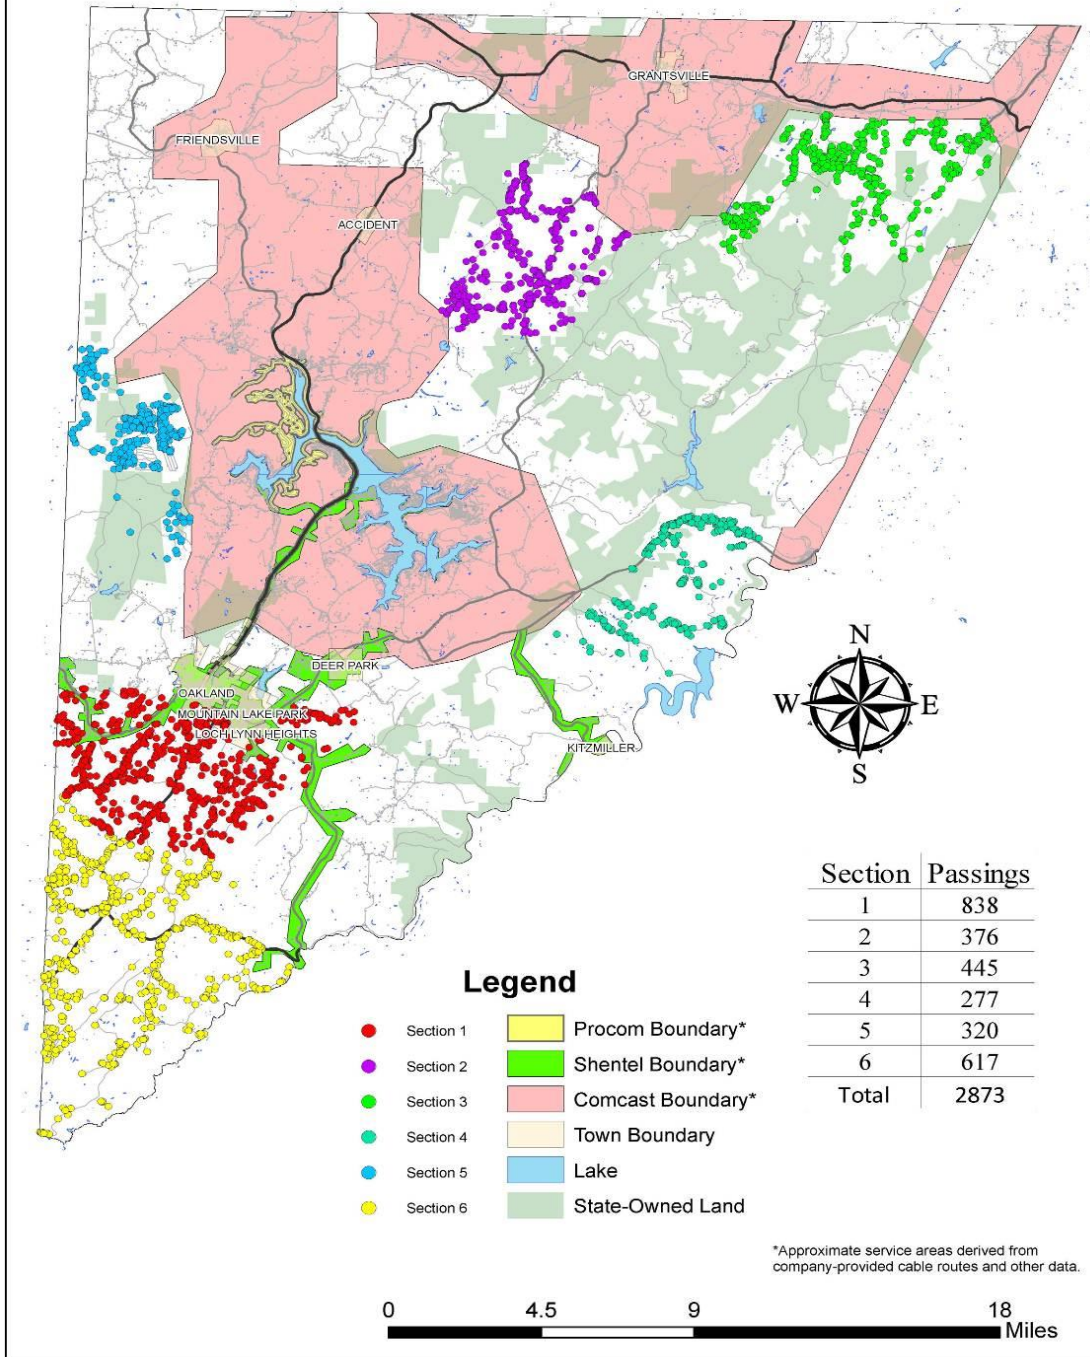 GRANTSVILLE
FRIENDSVILLE
ACCIDENT
DEER PARK
OAKLAND
MOUNTAIN LAKE PARK
LOCH LYNN HEIGHTS
KITZMILLER
N
W E
S
Section Passings
1 838
2 376
3 445
4 277
5 320
6 617
Total 2873
Legend
Section 1 Procom Boundary*
Section 2 Shentel Boundary*
Section 3 Comcast Boundary*
Section 4 Town Boundary
Section 5 Lake
Section 6 State-Owned Land
*Approximate service areas derived from
company-provided cable routes and other data.
0 4.5 9 18
Miles